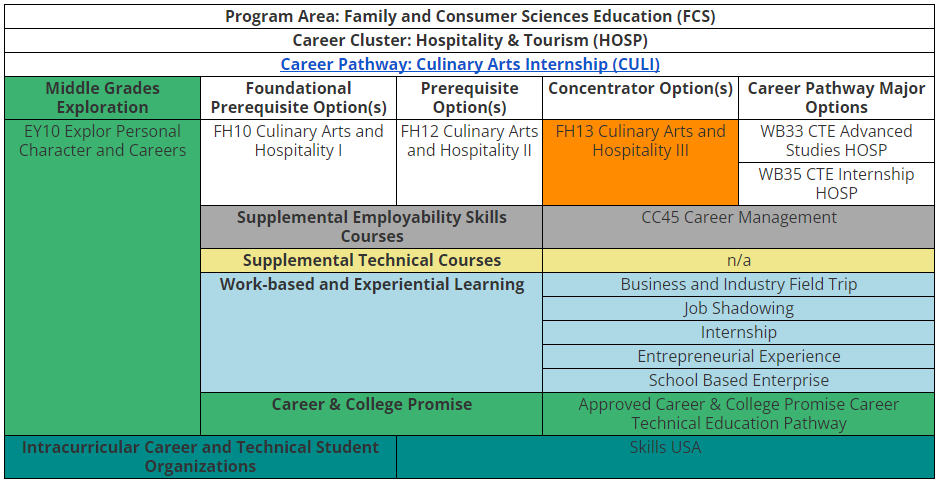 Program Area: Family and Consumer Sciences Education (FCS)
Career Cluster: Hospitality & Tourism (HOSP)
Career Pathway: Culinary Arts Internship (CULI)
Middle Grades
Exploration
Foundational
Prerequisite Option(s)
Prerequisite
Option(s)
Concentrator Option(s)
Career Pathway Major
Options
EY10 Explor Personal
Character and Careers
FH10 Culinary Arts and
Hospitality I
FH12 Culinary Arts
and Hospitality II
FH13 Culinary Arts and
Hospitality III
WB33 CTE Advanced
Studies HOSP
WB35 CTE Internship
HOSP
Supplemental Employability Skills
Courses
CC45 Career Management
Supplemental Technical Courses
n/a
Work-based and Experiential Learning
Business and Industry Field Trip
Job Shadowing
Internship
Entrepreneurial Experience
School Based Enterprise
Career & College Promise
Approved Career & College Promise Career
Technical Education Pathway
Intracurricular Career and Technical Student
Organizations
Skills USA